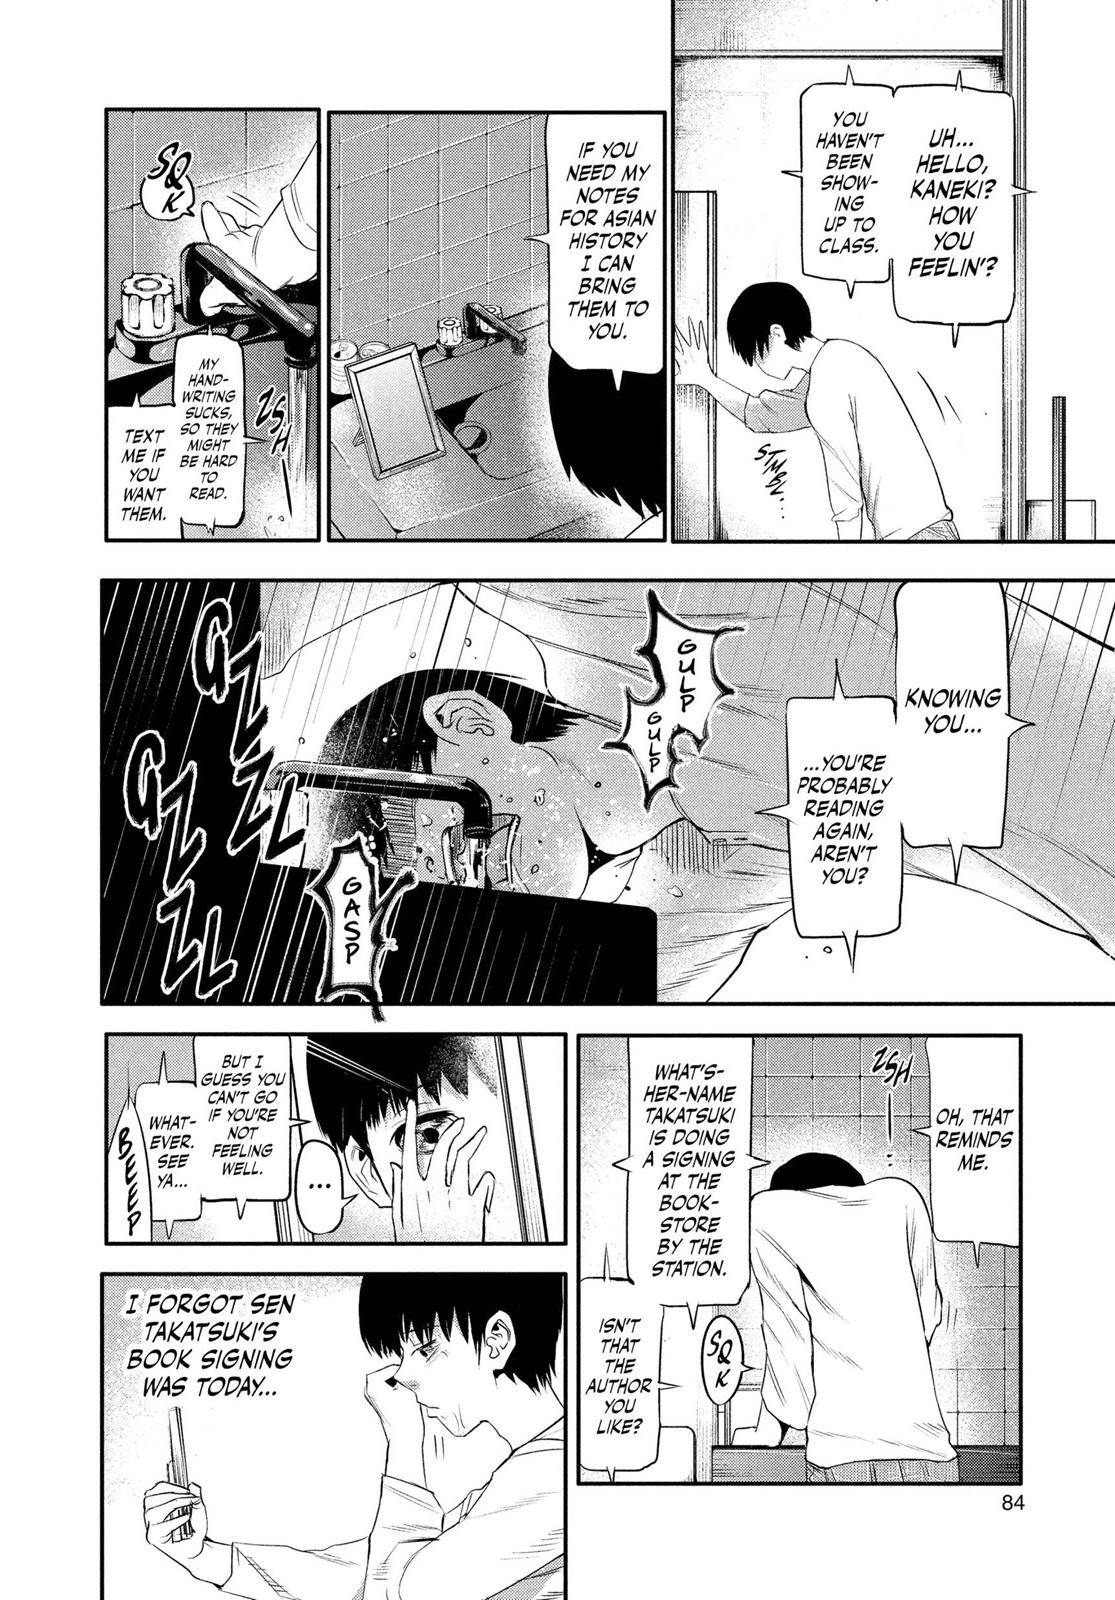 UH...
HELLO,
KANEKI?
HOW
YOU
FEELIN'?
YOU
HAVEN'T
BEEN
SHOW-
ING
UP TO
CLASS.
STMBL...
IF YOU
NEED MY
NOTES
FOR ASIAN
HISTORY
I CAN
BRING
THEM TO
YOU.
SQK
MY
HAND-
WRITING
SUCKS,
SO THEY
MIGHT
BE HARD
TO
READ.
ZSH
TEXT
ME IF
YOU WANT
THEM.
KNOWING
YOU...
...YOU'RE
PROBABLY
READING
AGAIN,
AREN'T
YOU?
GULP
GULP
GASP
GZZZL
GZZZL
OH, THAT
REMINDS
ME.
ZSH
WHAT'S-
HER-NAME
TAKATSUKI
IS DOING
A SIGNING
AT THE
BOOK-
STORE
BY THE
STATION.
SQK
ISN'T
THAT
THE
AUTHOR
YOU
LIKE?
...
BUT I
GUESS YOU
CAN'T GO
IF YOU'RE
NOT
FEELING
WELL.
WHAT-
EVER.
SEE
YA...
BEEP
I FORGOT SEN
TAKATSUKI'S
BOOK SIGNING
WAS TODAY...
84